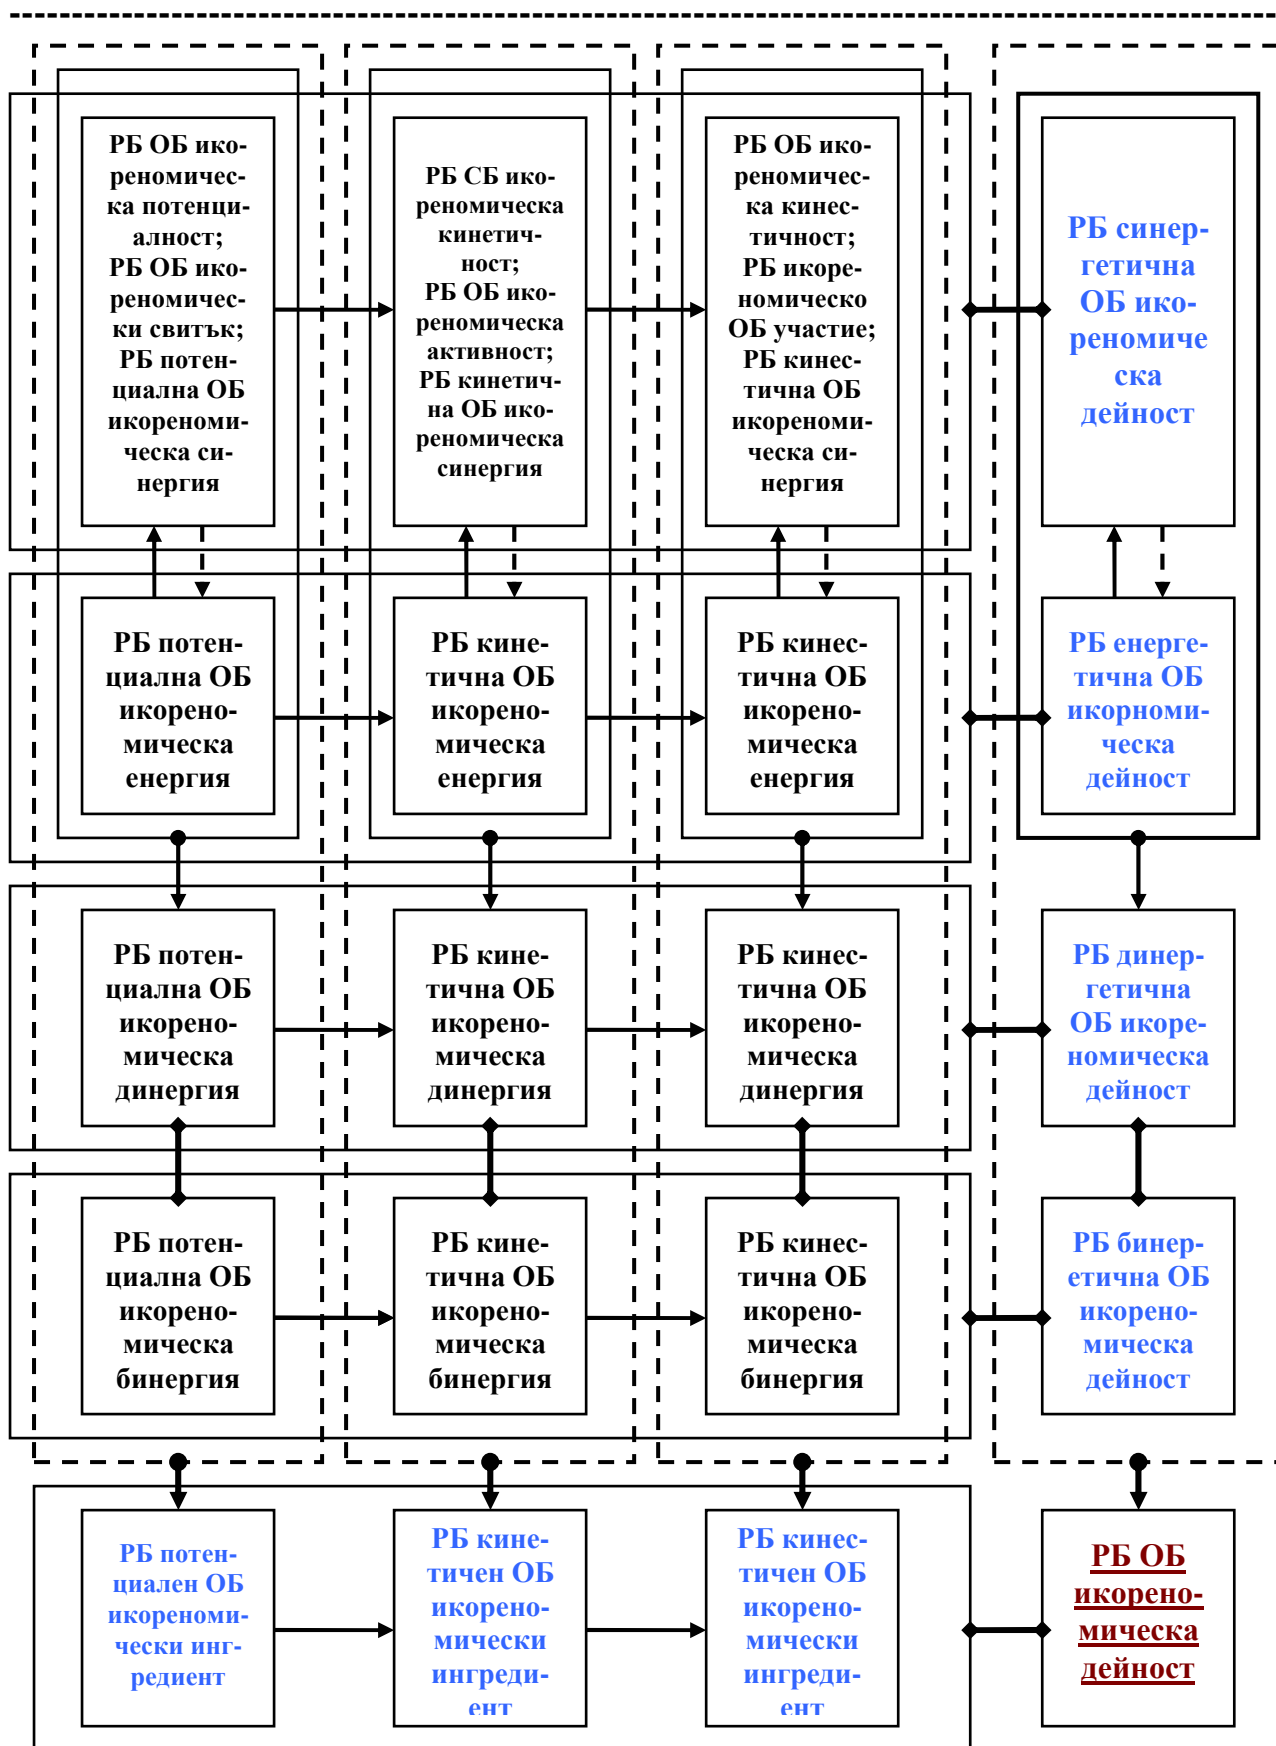 РБ ОБ ико-
реномичес-
ка потенци-
алност;
РБ ОБ ико-
реномичес-
ки свитък;
РБ потен-
циална ОБ
икореноми-
ческа си-
нергия
РБ СБ ико-
реномическа
кинетич-
ност;
РБ ОБ ико-
реномическа
активност;
РБ кинетич-
на ОБ ико-
реномическа
синергия
РБ ОБ ико-
реномичес-
ка кинес-
тичност;
РБ икоре-
номическо
ОБ участие;
РБ кинес-
тична ОБ
икореноми-
ческа си-
нергия
РБ синер-
гетична
ОБ ико-
реномиче
ска
дейност
РБ потен-
циална ОБ
икорено-
мическа
енергия
РБ кине-
тична ОБ
икорено-
мическа
енергия
РБ кинес-
тична ОБ
икорено-
мическа
енергия
РБ енерге-
тична ОБ
икорноми-
ческа
дейност
РБ потен-
циална ОБ
икорено-
мическа
динергия
РБ кине-
тична ОБ
икорено-
мическа
динергия
РБ кинес-
тична ОБ
икорено-
мическа
динергия
РБ динер-
гетична
ОБ икоре-
номическа
дейност
РБ потен-
циална ОБ
икорено-
мическа
бинергия
РБ кине-
тична ОБ
икорено-
мическа
бинергия
РБ кинес-
тична ОБ
икорено-
мическа
бинергия
РБ бинер-
етична ОБ
икорено-
мическа
дейност
РБ потен-
циален ОБ
икореноми-
чески инг-
редиент
РБ кине-
тичен ОБ
икорено-
мически
ингреди-
ент
РБ кинес-
тичен ОБ
икорено-
мически
ингреди-
ент
РБ ОБ
икорено-
мическа
дейност